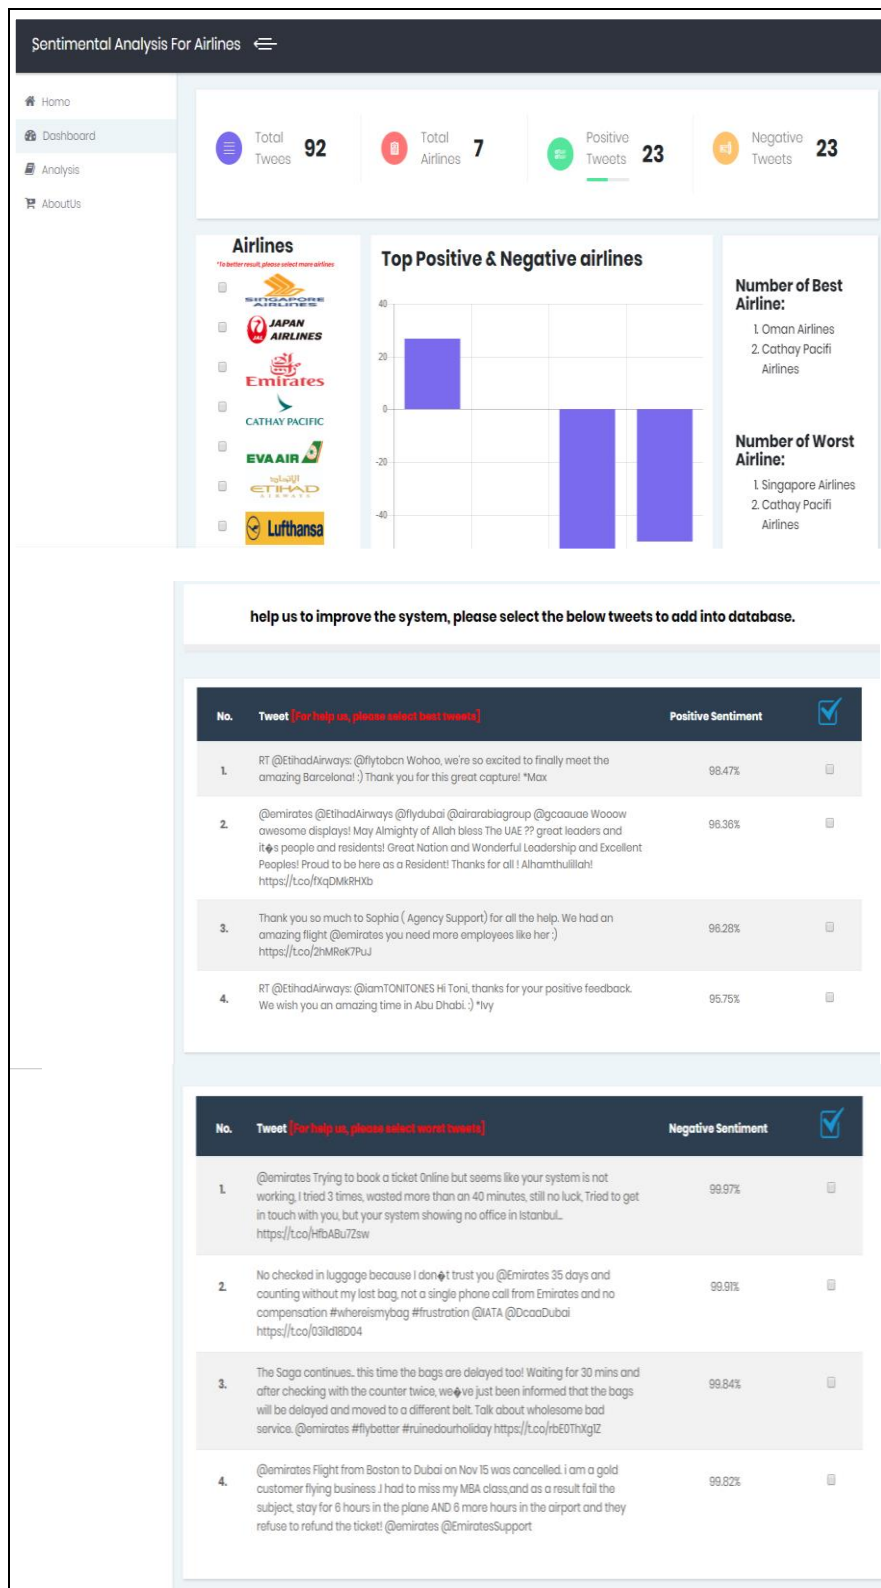 Sentimental Analysis For Airlines
Home
Dashboard
Analysis
AboutUs
Total
Twees 92
Total
Airlines 7
Positive
Tweets 23
Negative
Tweets 23
Airlines
*To better result, please select more airlines
SINGAPORE
AIRLINES
JAPAN
AIRLINES
JAL
Emirates
CATHAY PACIFIC
EVA AIR
الإتحاد
ETIHAD
AIRWAYS
Lufthansa
Top Positive & Negative airlines
40
20
0
-20
-40
Number of Best
Airline:
1. Oman Airlines
2. Cathay Pacifi
Airlines
Number of Worst
Airline:
1. Singapore Airlines
2. Cathay Pacifi
Airlines
help us to improve the system, please select the below tweets to add into database.
No. Tweet [For help us, please select best tweets] Positive Sentiment
1. RT @EtihadAirways: @flytobcn Wohoo, we're so excited to finally meet the
amazing Barcelona! :) Thank you for this great capture! *Max
98.47%
2. @emirates @EtihadAirways @flydubai @airarabiagroup @gcaauae Wooow
awesome displays! May Almighty of Allah bless The UAE ?? great leaders and
it�s people and residents! Great Nation and Wonderful Leadership and Excellent
Peoples! Proud to be here as a Resident! Thanks for all ! Alhamthulillah!
https://t.co/fXqDMkRHXb
96.36%
3. Thank you so much to Sophia ( Agency Support) for all the help. We had an
amazing flight @emirates you need more employees like her :)
https://t.co/2hMReK7PuJ
96.28%
4. RT @EtihadAirways: @iamTONITONES Hi Toni, thanks for your positive feedback.
We wish you an amazing time in Abu Dhabi. :) *Ivy
95.75%
No. Tweet [For help us, please select worst tweets] Negative Sentiment
1. @emirates Trying to book a ticket 0nline but seems like your system is not
working, I tried 3 times, wasted more than an 40 minutes, still no luck, Tried to get
in touch with you, but your system showing no office in Istanbul...
https://t.co/HfbABu7Zsw
99.97%
2. No checked in luggage because I don�t trust you @Emirates 35 days and
counting without my lost bag, not a single phone call from Emirates and no
compensation #whereismybag #frustration @IATA @DcaaDubai
https://t.co/03i1d18D04
99.91%
3. The Saga continues.. this time the bags are delayed too! Waiting for 30 mins and
after checking with the counter twice, we�ve just been informed that the bags
will be delayed and moved to a different belt. Talk about wholesome bad
service. @emirates #flybetter #ruinedourholiday https://t.co/rbE0ThXg1Z
99.84%
4. @emirates Flight from Boston to Dubai on Nov 15 was cancelled. i am a gold
customer flying business .I had to miss my MBA class,and as a result fail the
subject, stay for 6 hours in the plane AND 6 more hours in the airport and they
refuse to refund the ticket! @emirates @EmiratesSupport
99.82%